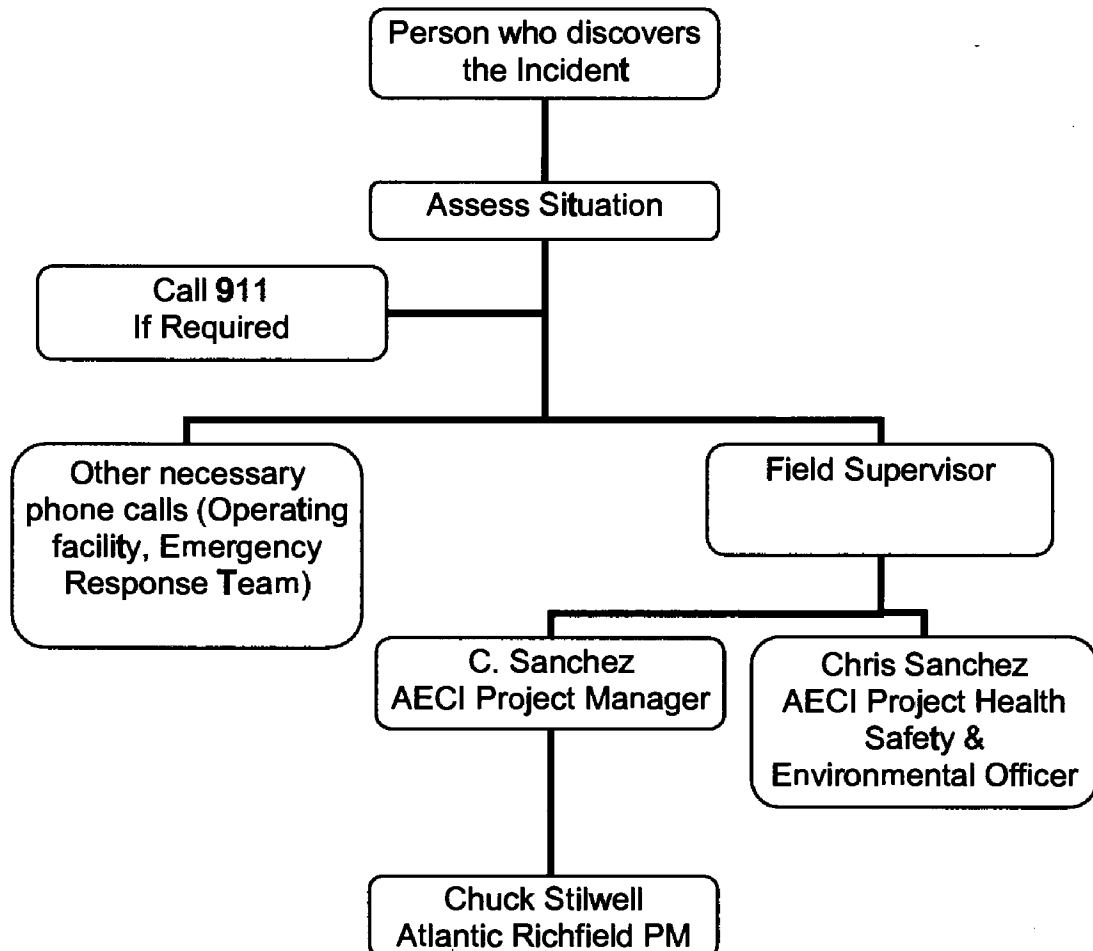 Person who discovers
the Incident
Assess Situation
Call 911
If Required
Other necessary
phone calls (Operating
facility, Emergency
Response Team)
Field Supervisor
C. Sanchez
AECI Project Manager
Chris Sanchez
AECI Project Health
Safety &
Environmental Officer
Chuck Stilwell
Atlantic Richfield PM